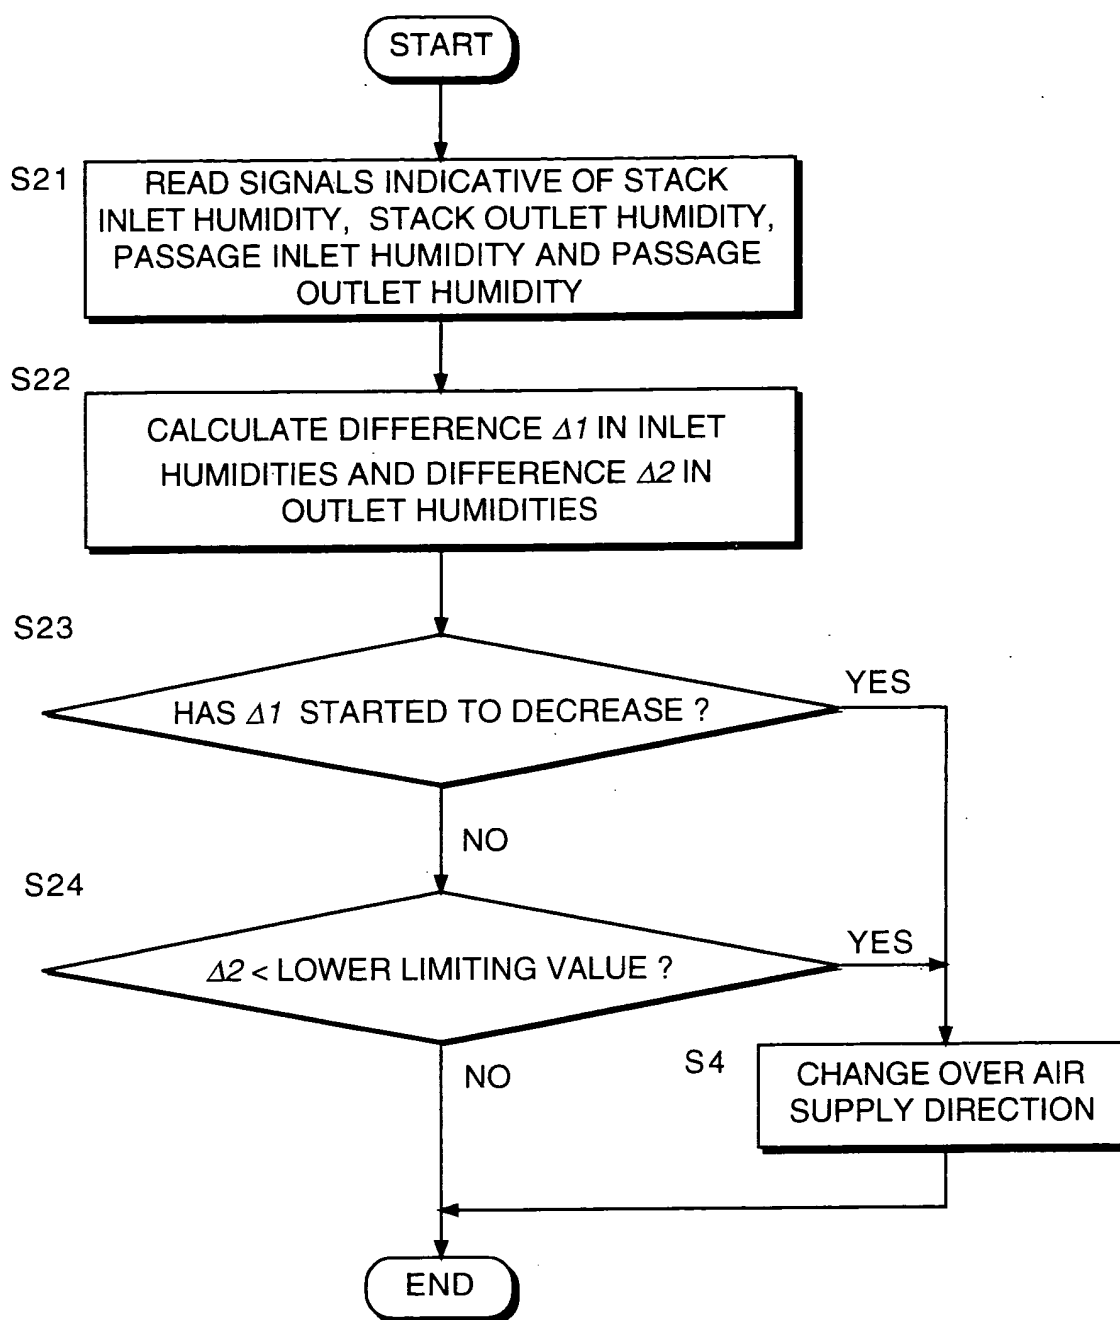 START
S21
READ SIGNALS INDICATIVE OF STACK
INLET HUMIDITY, STACK OUTLET HUMIDITY,
PASSAGE INLET HUMIDITY AND PASSAGE
OUTLET HUMIDITY
S22
CALCULATE DIFFERENCE Δ1 IN INLET
HUMIDITIES AND DIFFERENCE Δ2 IN
OUTLET HUMIDITIES
S23
HAS Δ1 STARTED TO DECREASE ?
YES
NO
S24
Δ2 < LOWER LIMITING VALUE ?
YES
NO
S4
CHANGE OVER AIR
SUPPLY DIRECTION
END